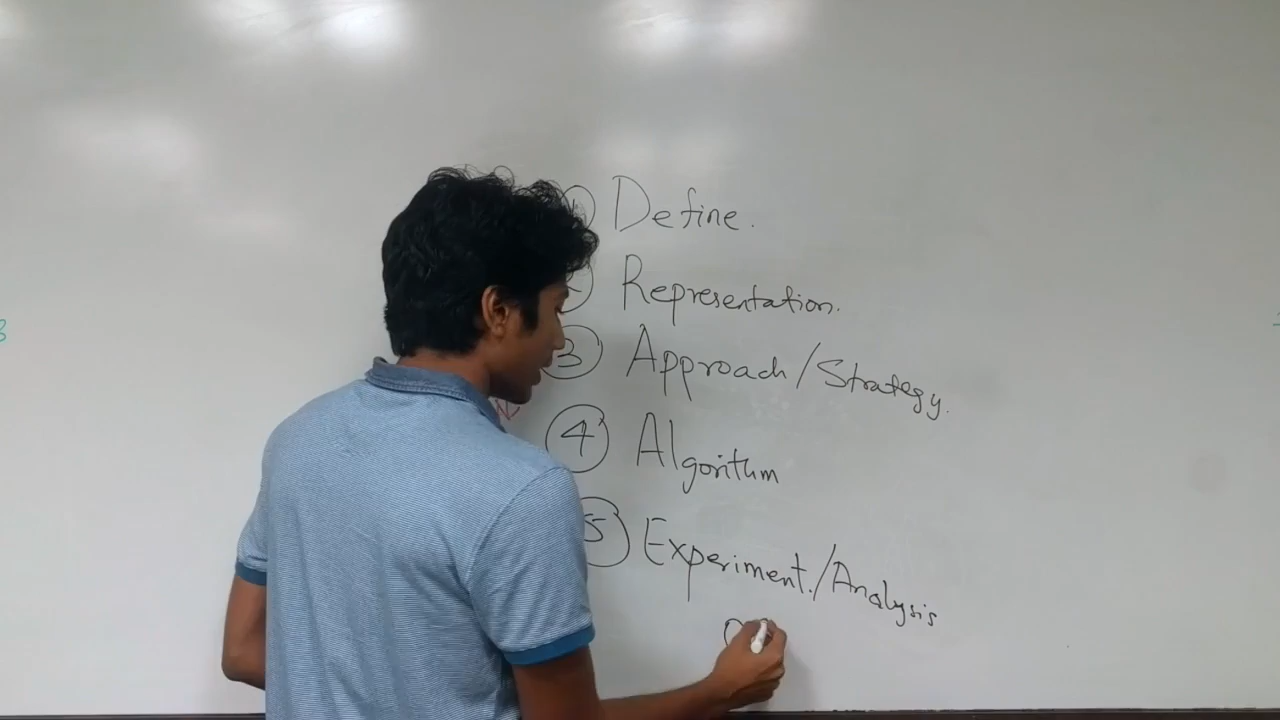 ① Define.
② Representation.
③ Approach/Strategy.
④ Algorithm
⑤ Experiment./Analysis